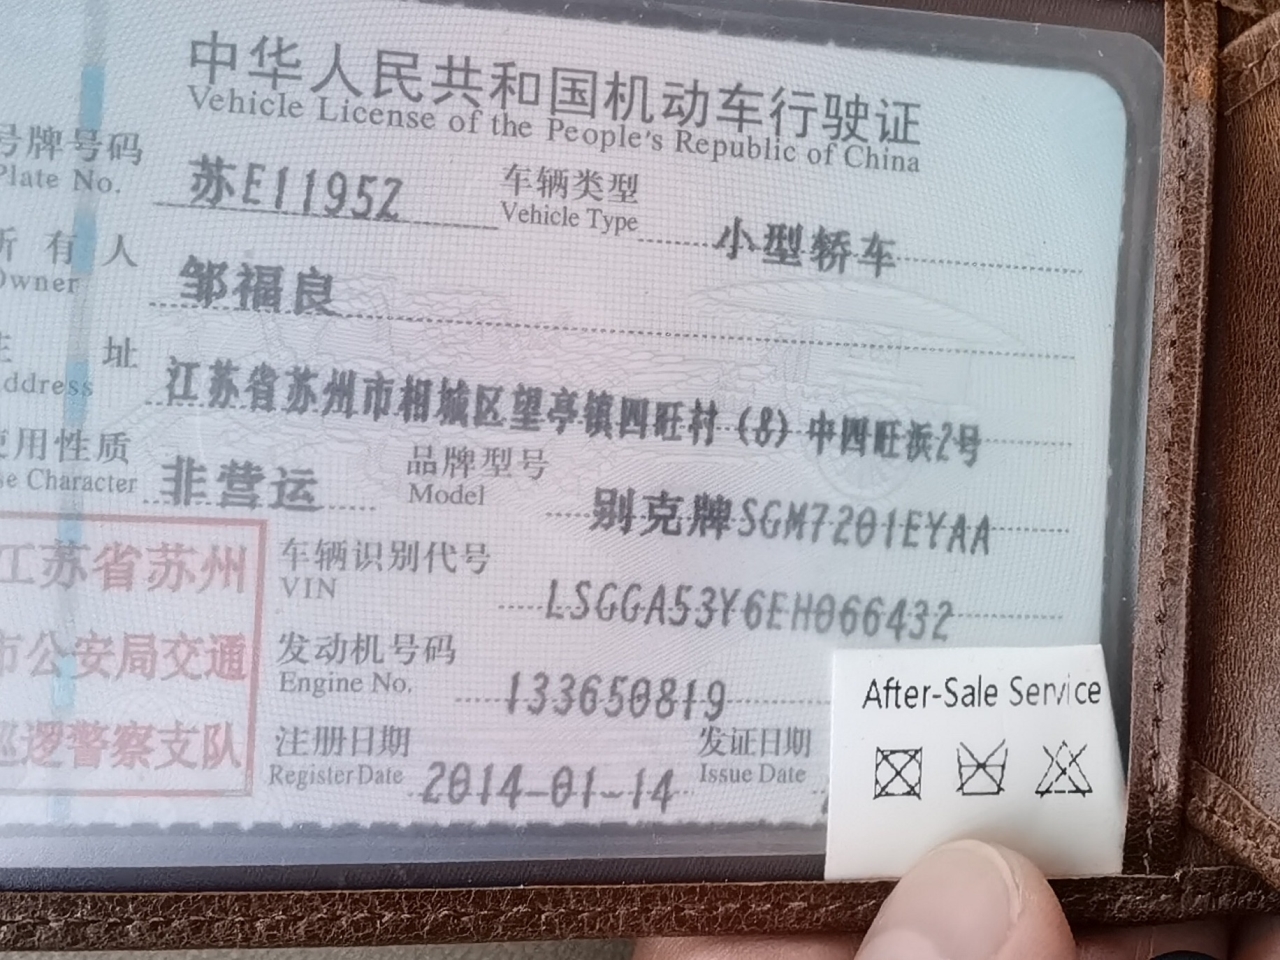 中华人民共和国机动车行驶证
Vehicle License of the People's Republic of China
号牌号码 苏E1195Z 车辆类型 小型轿车
Plate No. Vehicle Type
所有人 邹福良
Owner
址 江苏省苏州市相城区望亭镇四旺村(8)中四旺浜2号
ddress
使用性质 非营运 品牌型号 别克牌SGM7201EYAA
se Character Model
车辆识别代号 LSGGA53Y6EH066432
VIN
发动机号码 133650819
Engine No.
注册日期 2014-01-14 发证日期
Register Date Issue Date
江苏省苏州
市公安局交通
巡逻警察支队
After-Sale Service